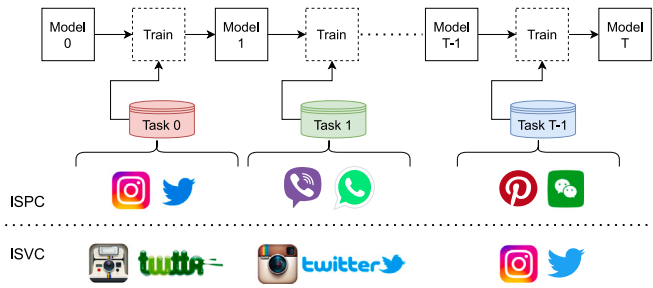 Model 0
Train
Model 1
Train
Model T-1
Train
Model T
Task 0
Task 1
Task T-1
ISPC
ISVC
twttr
twitter